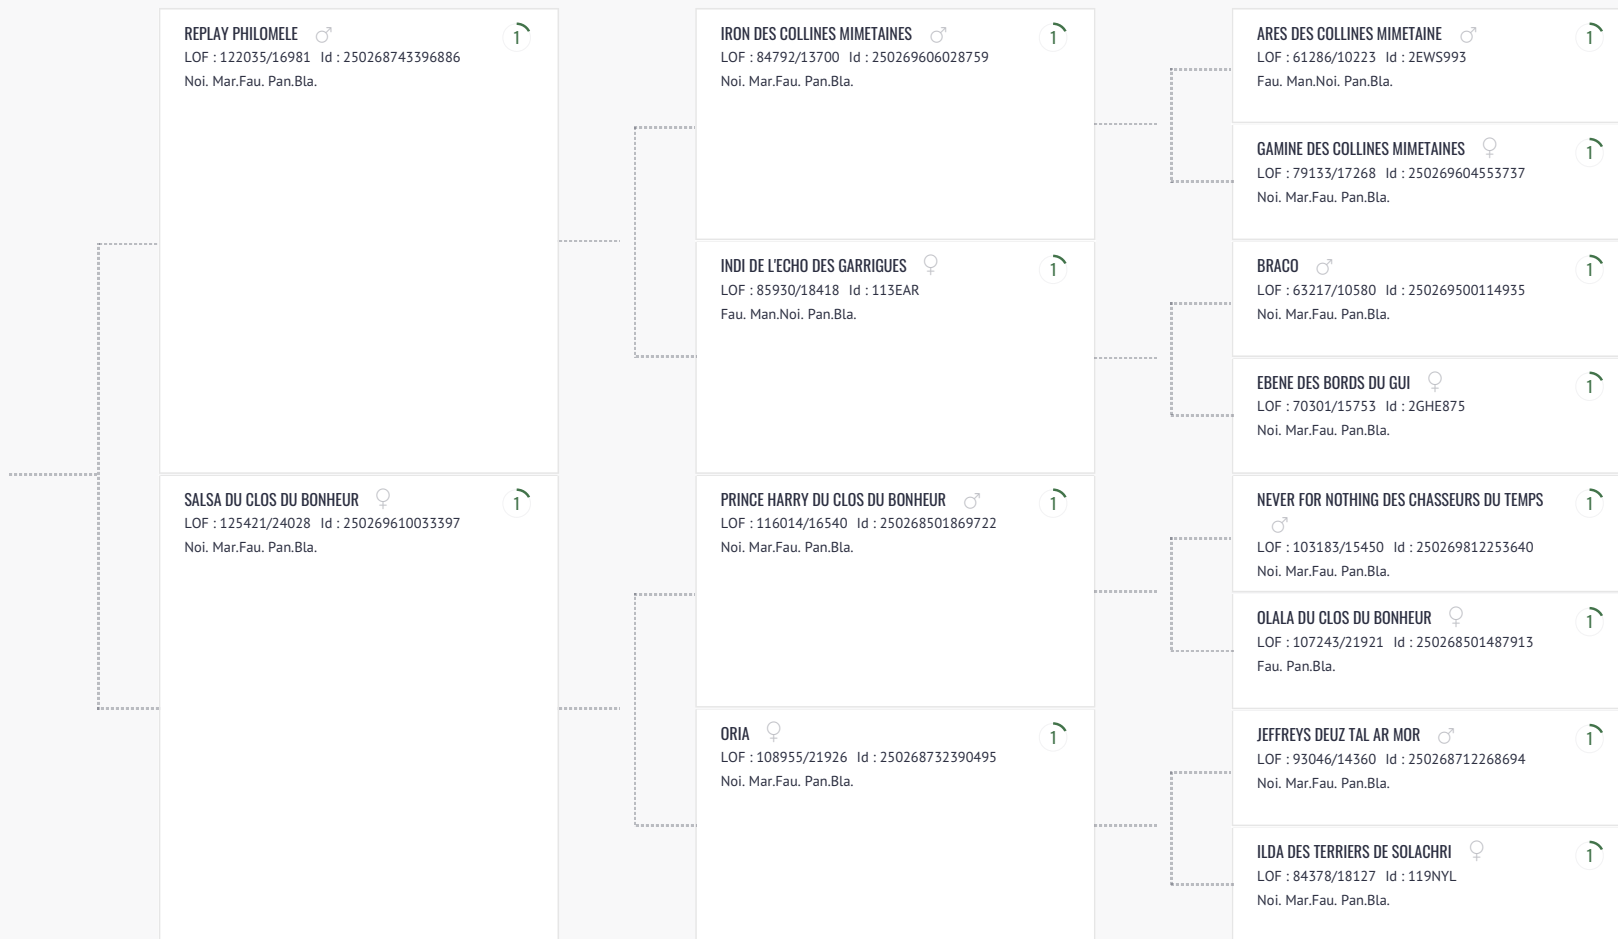 REPLAY PHILOMELE ♂ 1
LOF : 122035/16981 Id : 250268743396886
Noi. Mar.Fau. Pan.Bla.
SALSA DU CLOS DU BONHEUR ♀ 1
LOF : 125421/24028 Id : 250269610033397
Noi. Mar.Fau. Pan.Bla.
IRON DES COLLINES MIMETAINES ♂ 1
LOF : 84792/13700 Id : 250269606028759
Noi. Mar.Fau. Pan.Bla.
INDI DE L'ECHO DES GARRIGUES ♀ 1
LOF : 85930/18418 Id : 113EAR
Fau. Man.Noi. Pan.Bla.
PRINCE HARRY DU CLOS DU BONHEUR ♂ 1
LOF : 116014/16540 Id : 250268501869722
Noi. Mar.Fau. Pan.Bla.
ORIA ♀ 1
LOF : 108955/21926 Id : 250268732390495
Noi. Mar.Fau. Pan.Bla.
ARES DES COLLINES MIMETAINE ♂ 1
LOF : 61286/10223 Id : 2EWS993
Fau. Man.Noi. Pan.Bla.
GAMINE DES COLLINES MIMETAINES ♀ 1
LOF : 79133/17268 Id : 250269604553737
Noi. Mar.Fau. Pan.Bla.
BRACO ♂ 1
LOF : 63217/10580 Id : 250269500114935
Noi. Mar.Fau. Pan.Bla.
EBENE DES BORDS DU GUI ♀ 1
LOF : 70301/15753 Id : 2GHE875
Noi. Mar.Fau. Pan.Bla.
NEVER FOR NOTHING DES CHASSEURS DU TEMPS 1
♂
LOF : 103183/15450 Id : 250269812253640
Noi. Mar.Fau. Pan.Bla.
OLALA DU CLOS DU BONHEUR ♀ 1
LOF : 107243/21921 Id : 250268501487913
Fau. Pan.Bla.
JEFFREYS DEUZ TAL AR MOR ♂ 1
LOF : 93046/14360 Id : 250268712268694
Noi. Mar.Fau. Pan.Bla.
ILDA DES TERRIERS DE SOLACHRI ♀ 1
LOF : 84378/18127 Id : 119NYL
Noi. Mar.Fau. Pan.Bla.